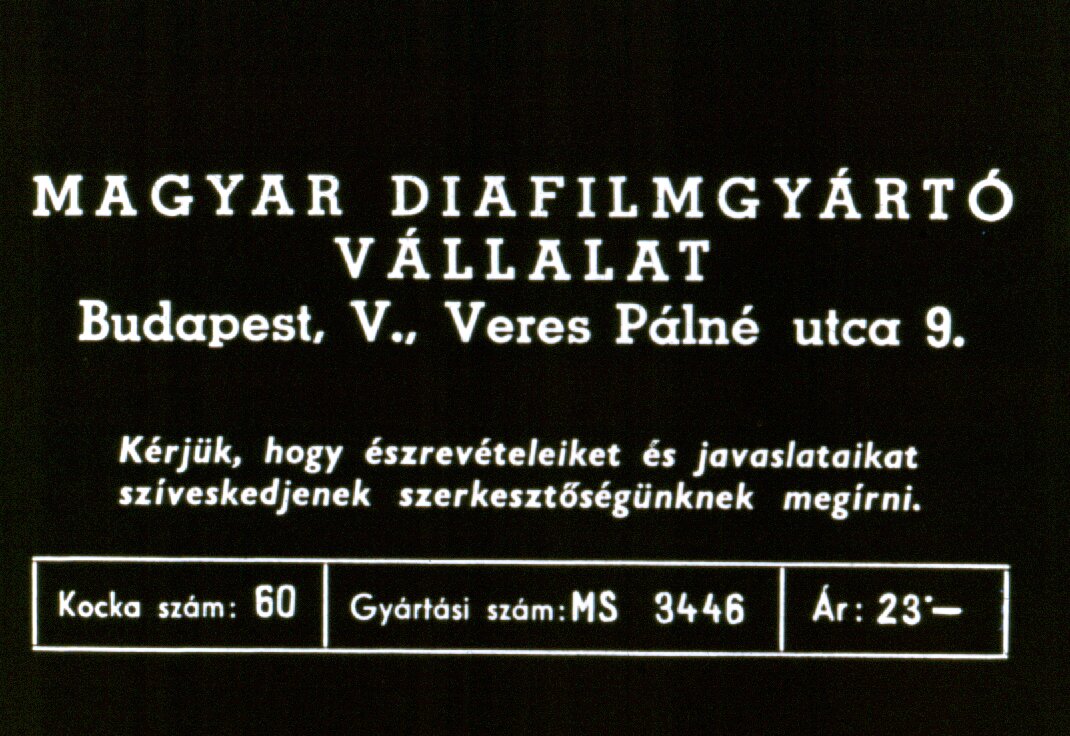 MAGYAR DIAFILMGYÁRTÓ
VÁLLALAT
Budapest, V., Veres Pálné utca 9.
Kérjük, hogy észrevételeiket és javaslataikat
szíveskedjenek szerkesztőségünknek megírni.
Kocka szám: 60 Gyártási szám: MS 3446 Ár: 23·—